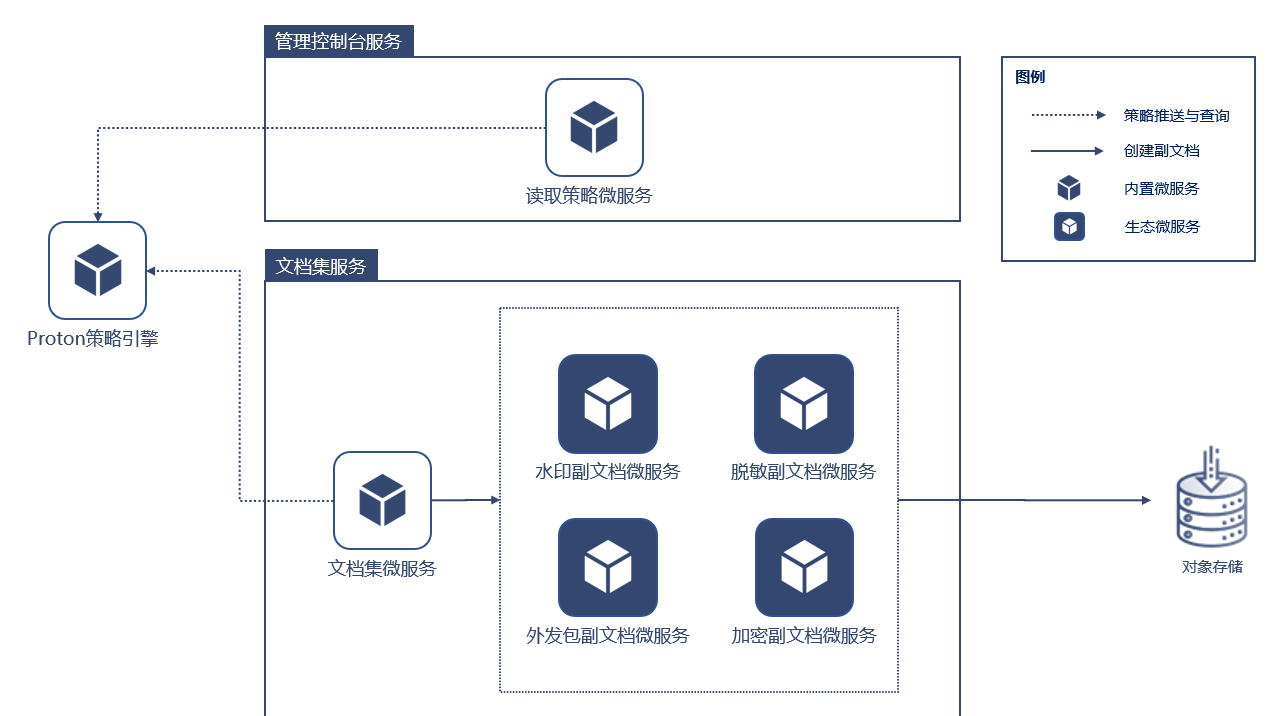 管理控制台服务
读取策略微服务
图例
策略推送与查询
创建副文档
内置微服务
生态微服务
Proton策略引擎
文档集服务
文档集微服务
水印副文档微服务
脱敏副文档微服务
外发包副文档微服务
加密副文档微服务
对象存储